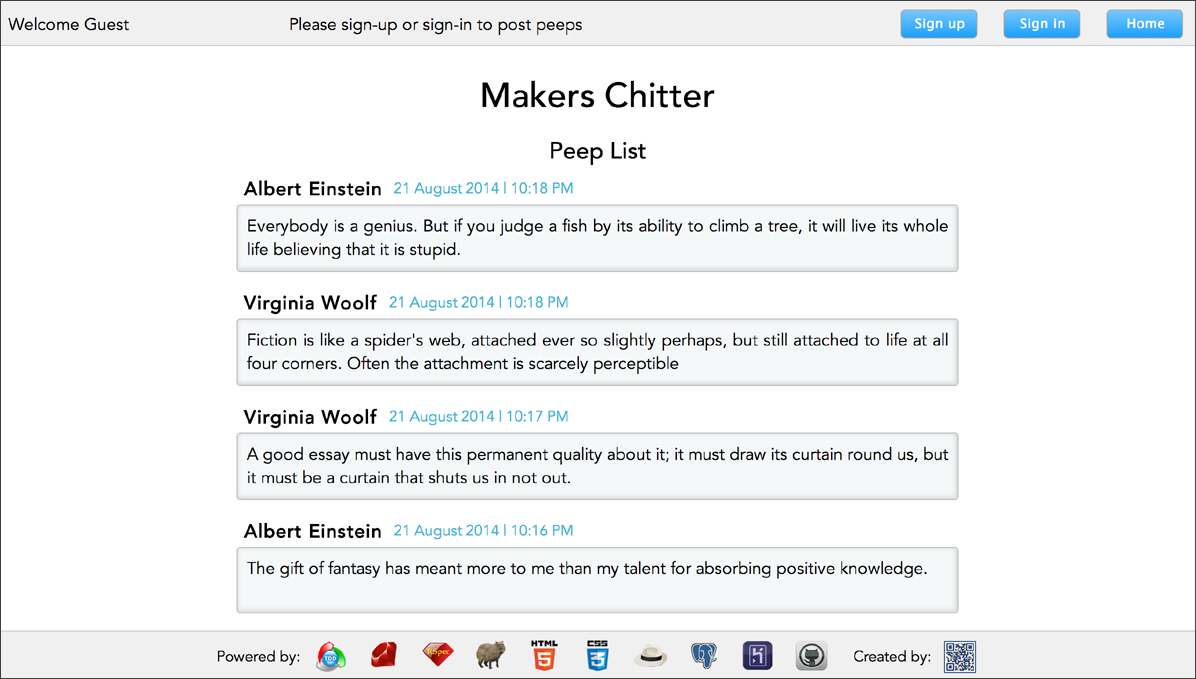 Welcome Guest
Please sign-up or sign-in to post peeps
Sign up
Sign in
Home
Makers Chitter
Peep List
Albert Einstein 21 August 2014 | 10:18 PM
Everybody is a genius. But if you judge a fish by its ability to climb a tree, it will live its whole
life believing that it is stupid.
Virginia Woolf 21 August 2014 | 10:18 PM
Fiction is like a spider's web, attached ever so slightly perhaps, but still attached to life at all
four corners. Often the attachment is scarcely perceptible
Virginia Woolf 21 August 2014 | 10:17 PM
A good essay must have this permanent quality about it; it must draw its curtain round us, but
it must be a curtain that shuts us in not out.
Albert Einstein 21 August 2014 | 10:16 PM
The gift of fantasy has meant more to me than my talent for absorbing positive knowledge.
Powered by:
TDD
RSpec
HTML
5
CSS
3
Created by: